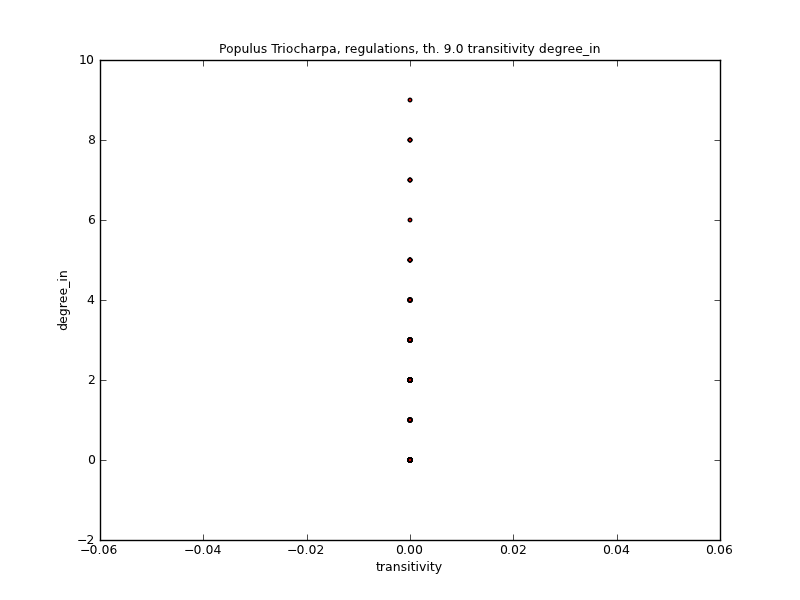 Populus Triocharpa, regulations, th. 9.0 transitivity degree_in
10
8
6
4
2
0
−2
degree_in
−0.06 −0.04 −0.02 0.00 0.02 0.04 0.06
transitivity